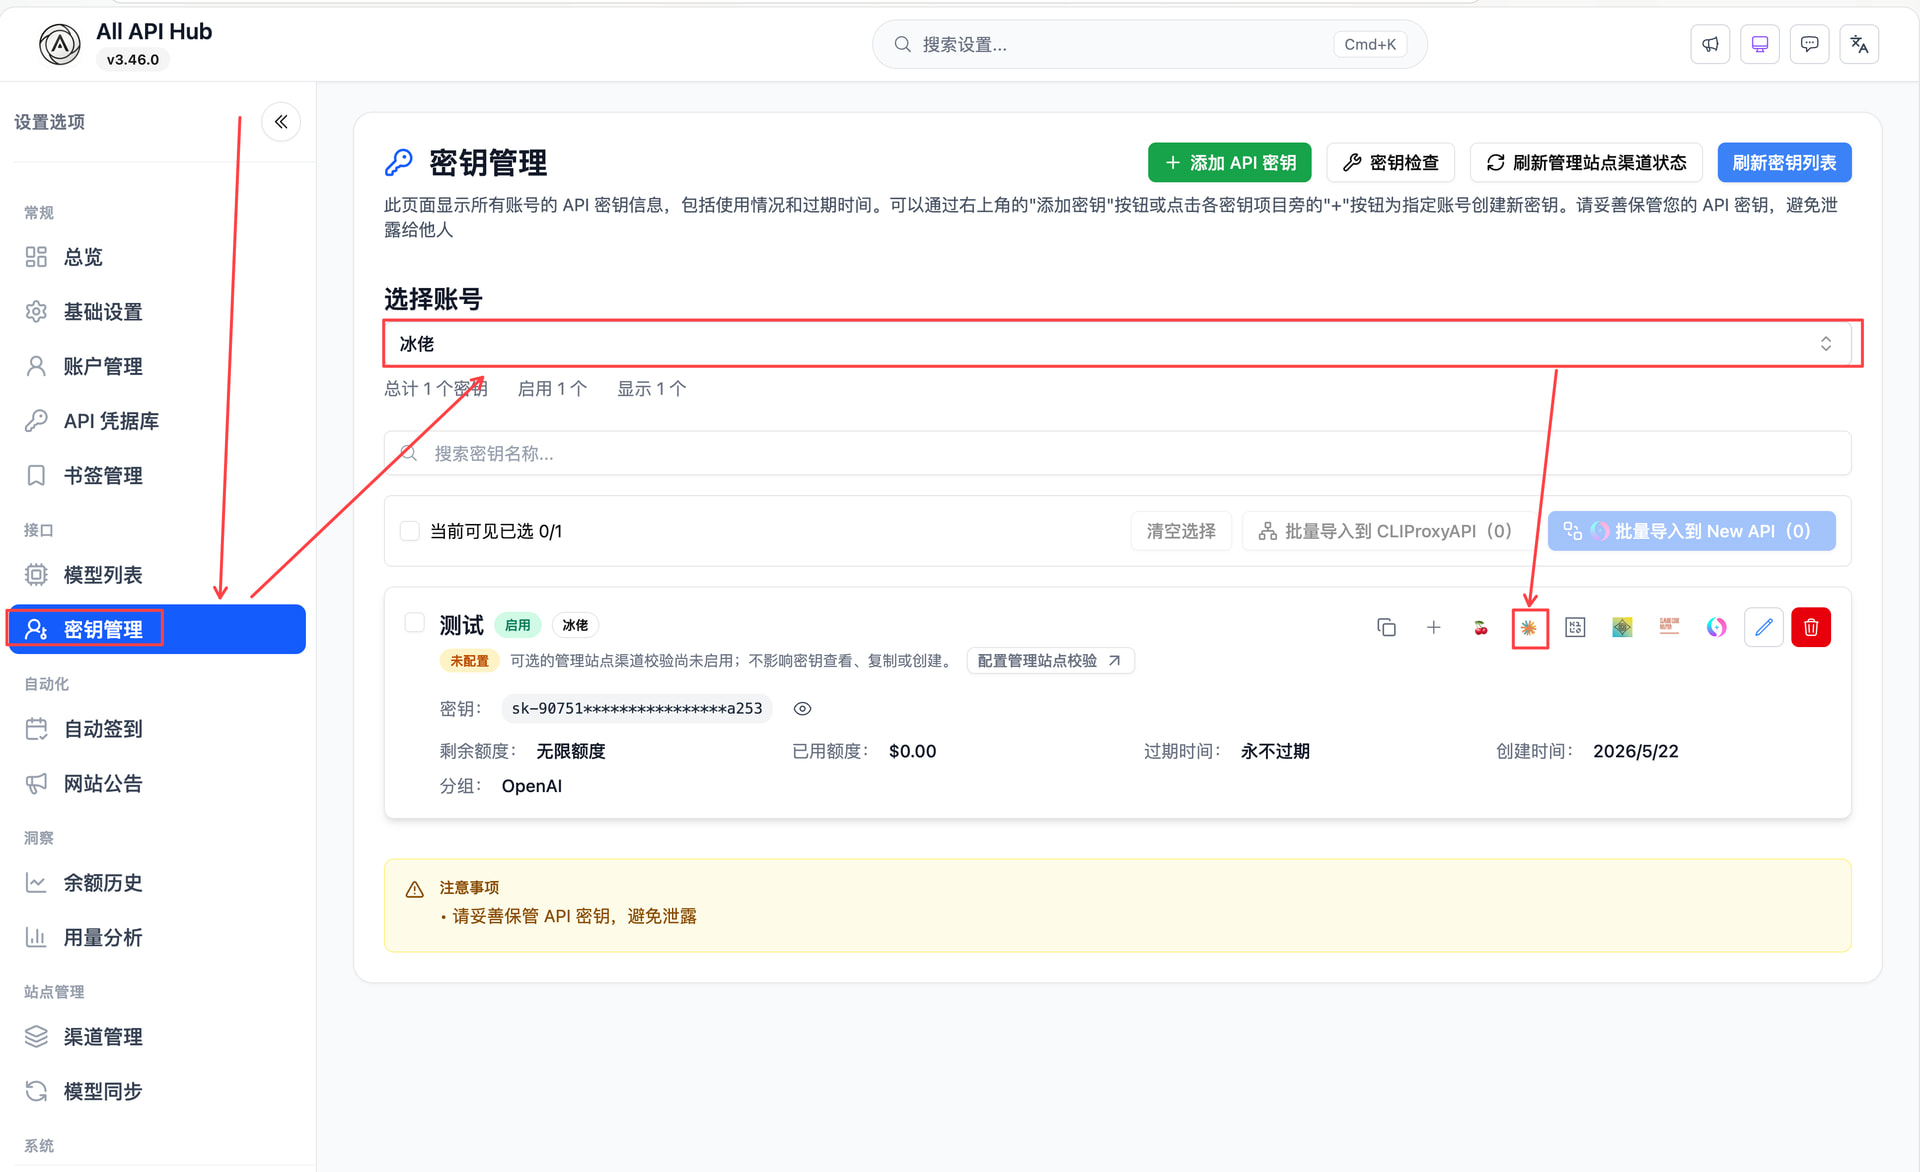 All API Hub
v3.46.0
搜索设置...
Cmd+K
设置选项
常规
总览
基础设置
账户管理
API 凭据库
书签管理
接口
模型列表
密钥管理
自动化
自动签到
网站公告
洞察
余额历史
用量分析
站点管理
渠道管理
模型同步
系统
密钥管理
添加 API 密钥
密钥检查
刷新管理站点渠道状态
刷新密钥列表
此页面显示所有账号的 API 密钥信息，包括使用情况和过期时间。可以通过右上角的"添加密钥"按钮或点击各密钥项目旁的"+"按钮为指定账号创建新密钥。请妥善保管您的 API 密钥，避免泄
露给他人
选择账号
冰佬
总计 1 个密钥 启用 1 个 显示 1 个
搜索密钥名称...
当前可见已选 0/1
清空选择
批量导入到 CLIProxyAPI（0）
批量导入到 New API（0）
测试 启用 冰佬
未配置 可选的管理站点渠道校验尚未启用；不影响密钥查看、复制或创建。 配置管理站点校验
密钥： sk-90751****************a253
剩余额度： 无限额度 已用额度： $0.00 过期时间： 永不过期 创建时间： 2026/5/22
分组： OpenAI
注意事项
• 请妥善保管 API 密钥，避免泄露